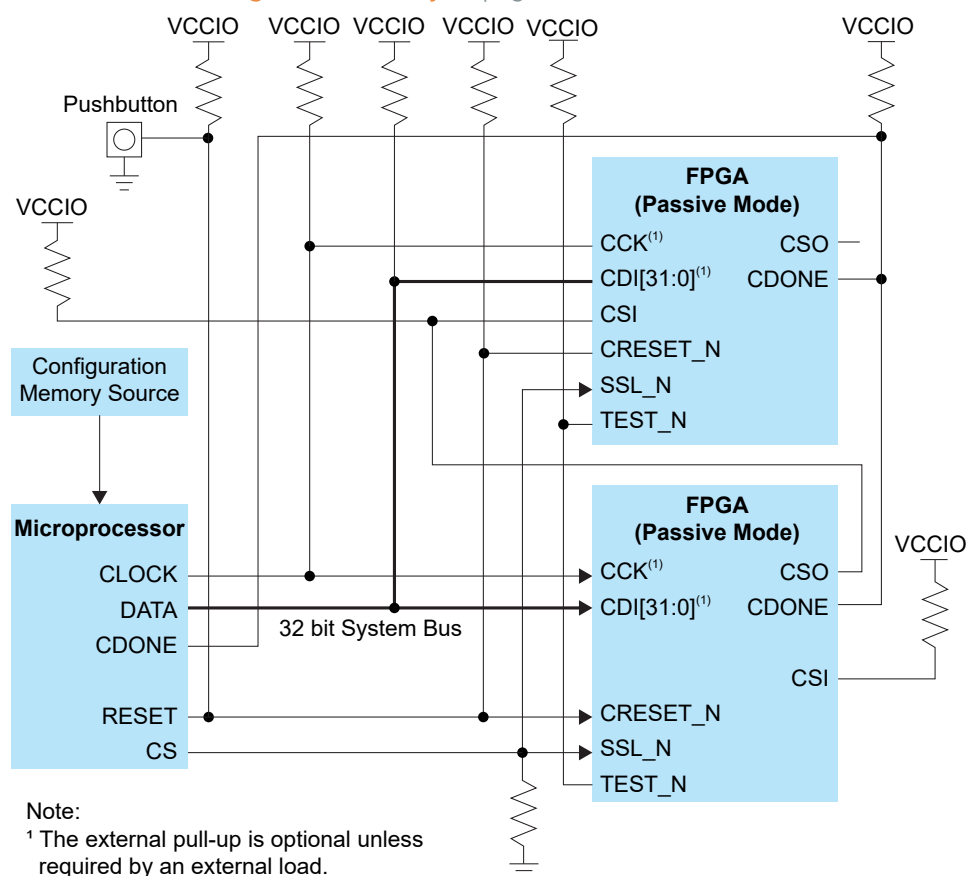 VCCIO VCCIO VCCIO VCCIO VCCIO VCCIO
Pushbutton
VCCIO
FPGA
(Passive Mode)
CCK(1) CSO
CDI[31:0](1) CDONE
CSI
CRESET_N
SSL_N
TEST_N
Configuration
Memory Source
Microprocessor
CLOCK
DATA
CDONE
RESET
CS
32 bit System Bus
FPGA
(Passive Mode)
VCCIO
CCK(1) CSO
CDI[31:0](1) CDONE
CSI
CRESET_N
SSL_N
TEST_N
Note:
¹ The external pull-up is optional unless
required by an external load.